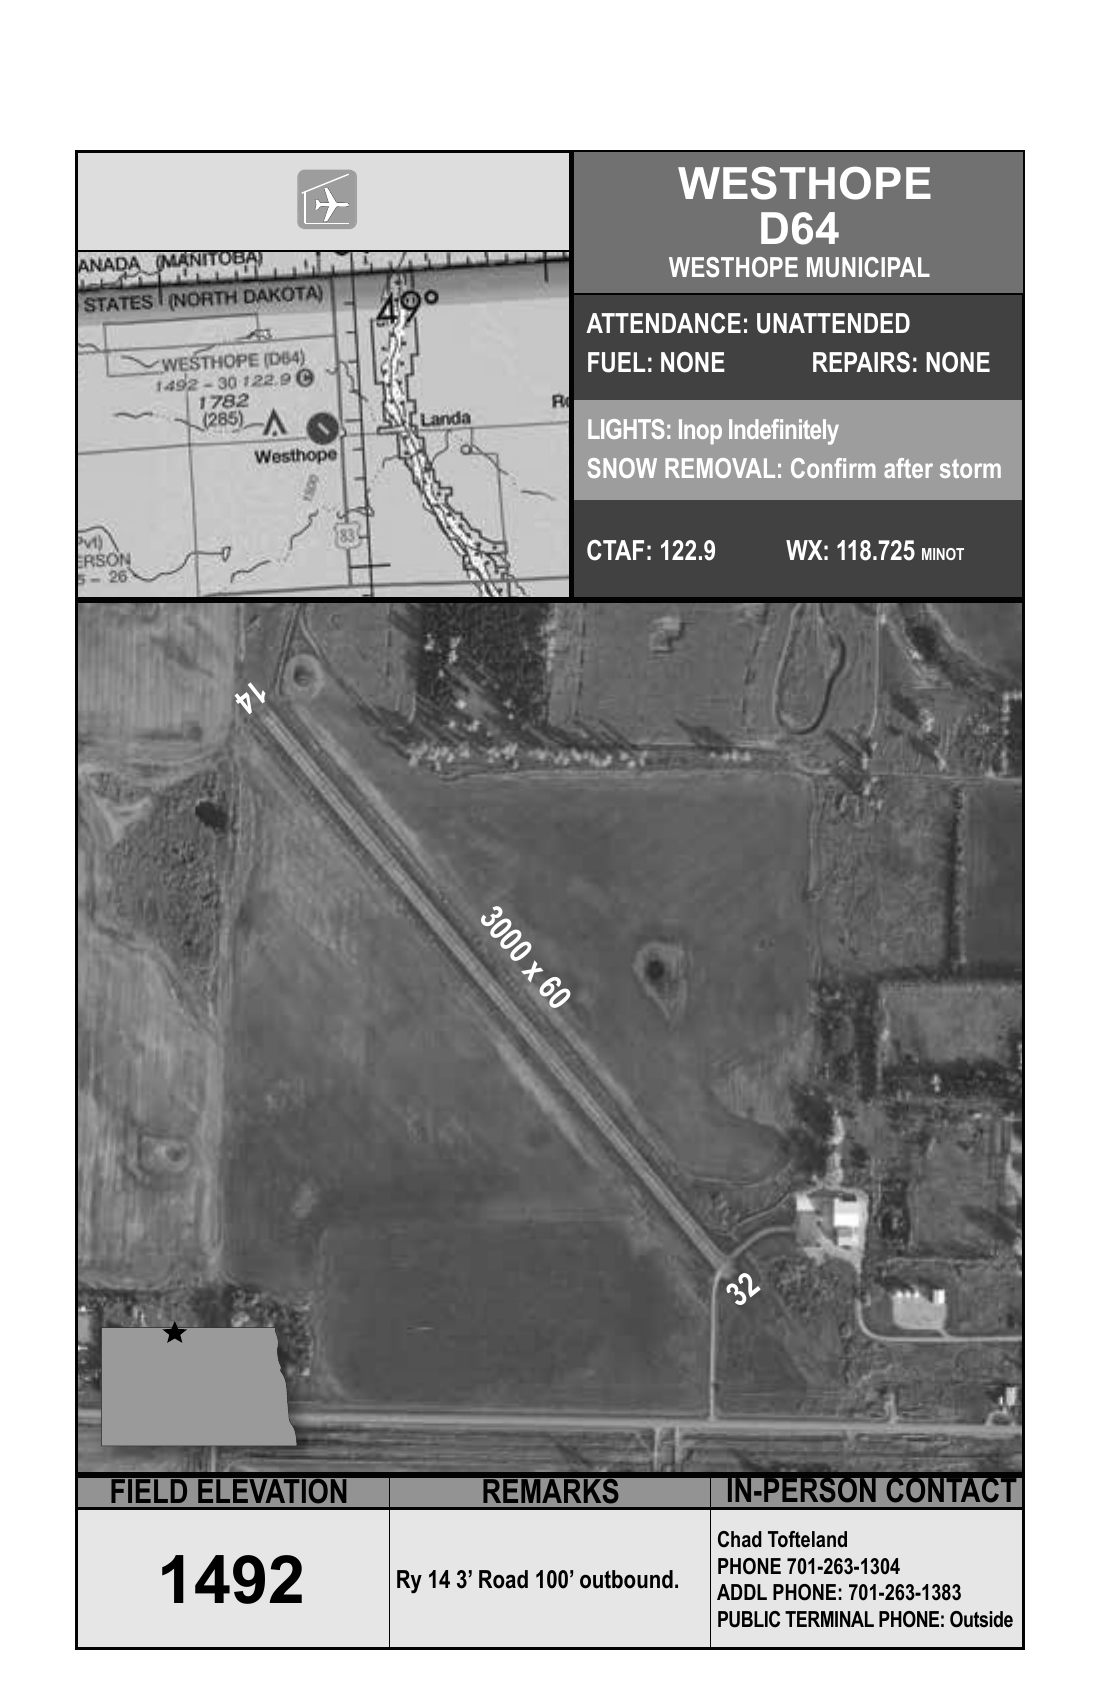 WESTHOPE
D64
WESTHOPE MUNICIPAL
ATTENDANCE: UNATTENDED
FUEL: NONE REPAIRS: NONE
LIGHTS: Inop Indefinitely
SNOW REMOVAL: Confirm after storm
CTAF: 122.9 WX: 118.725 MINOT
ANADA (MANITOBA)
STATES (NORTH DAKOTA)
49°
WESTHOPE (D64)
1492 – 30 122.9 C
1782
(285)
Landa
Westhope
1500
83
Pvt)
ERSON
5 – 26
14
3000 x 60
32
FIELD ELEVATION
1492
REMARKS
Ry 14 3’ Road 100’ outbound.
IN-PERSON CONTACT
Chad Tofteland
PHONE 701-263-1304
ADDL PHONE: 701-263-1383
PUBLIC TERMINAL PHONE: Outside